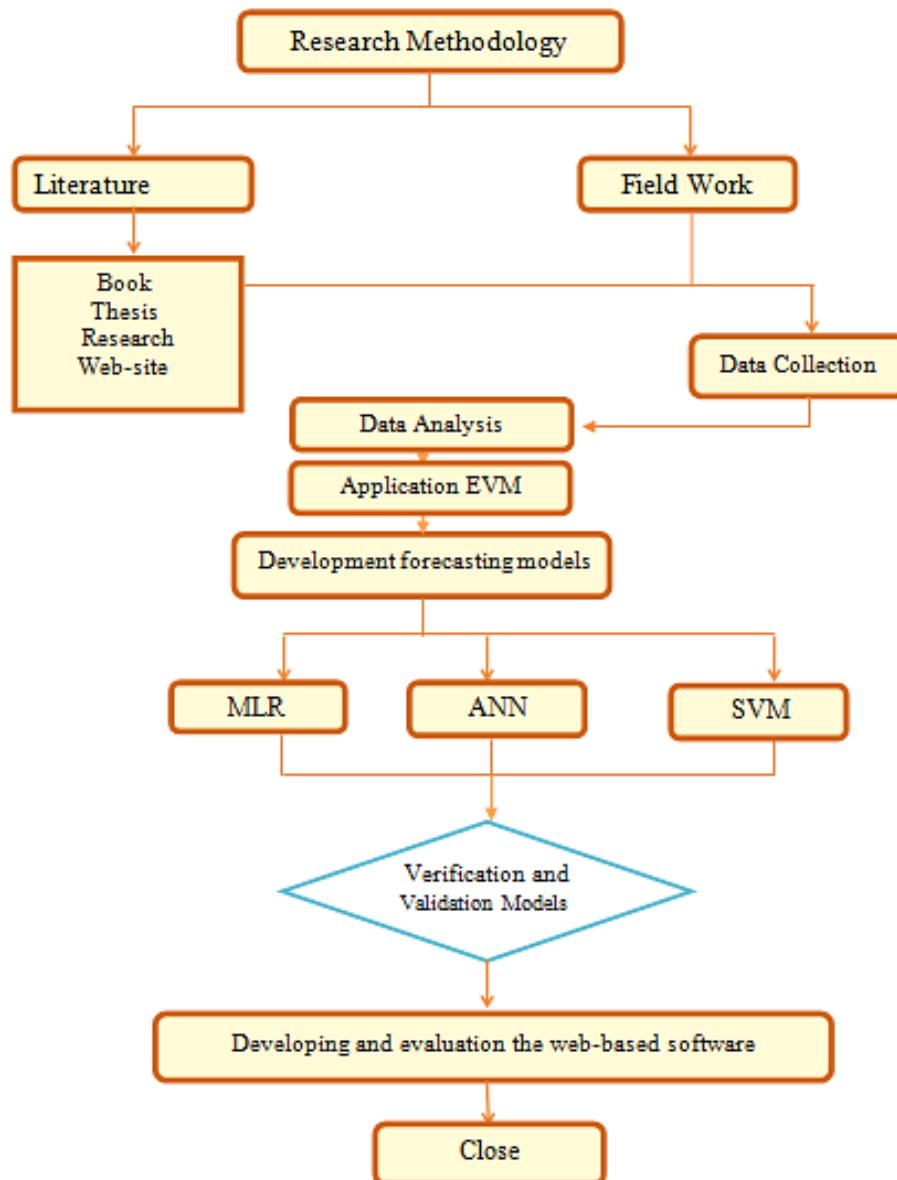 Research Methodology
Literature
Field Work
Book
Thesis
Research
Web-site
Data Collection
Data Analysis
Application EVM
Development forecasting models
MLR
ANN
SVM
Verification and
Validation Models
Developing and evaluation the web-based software
Close